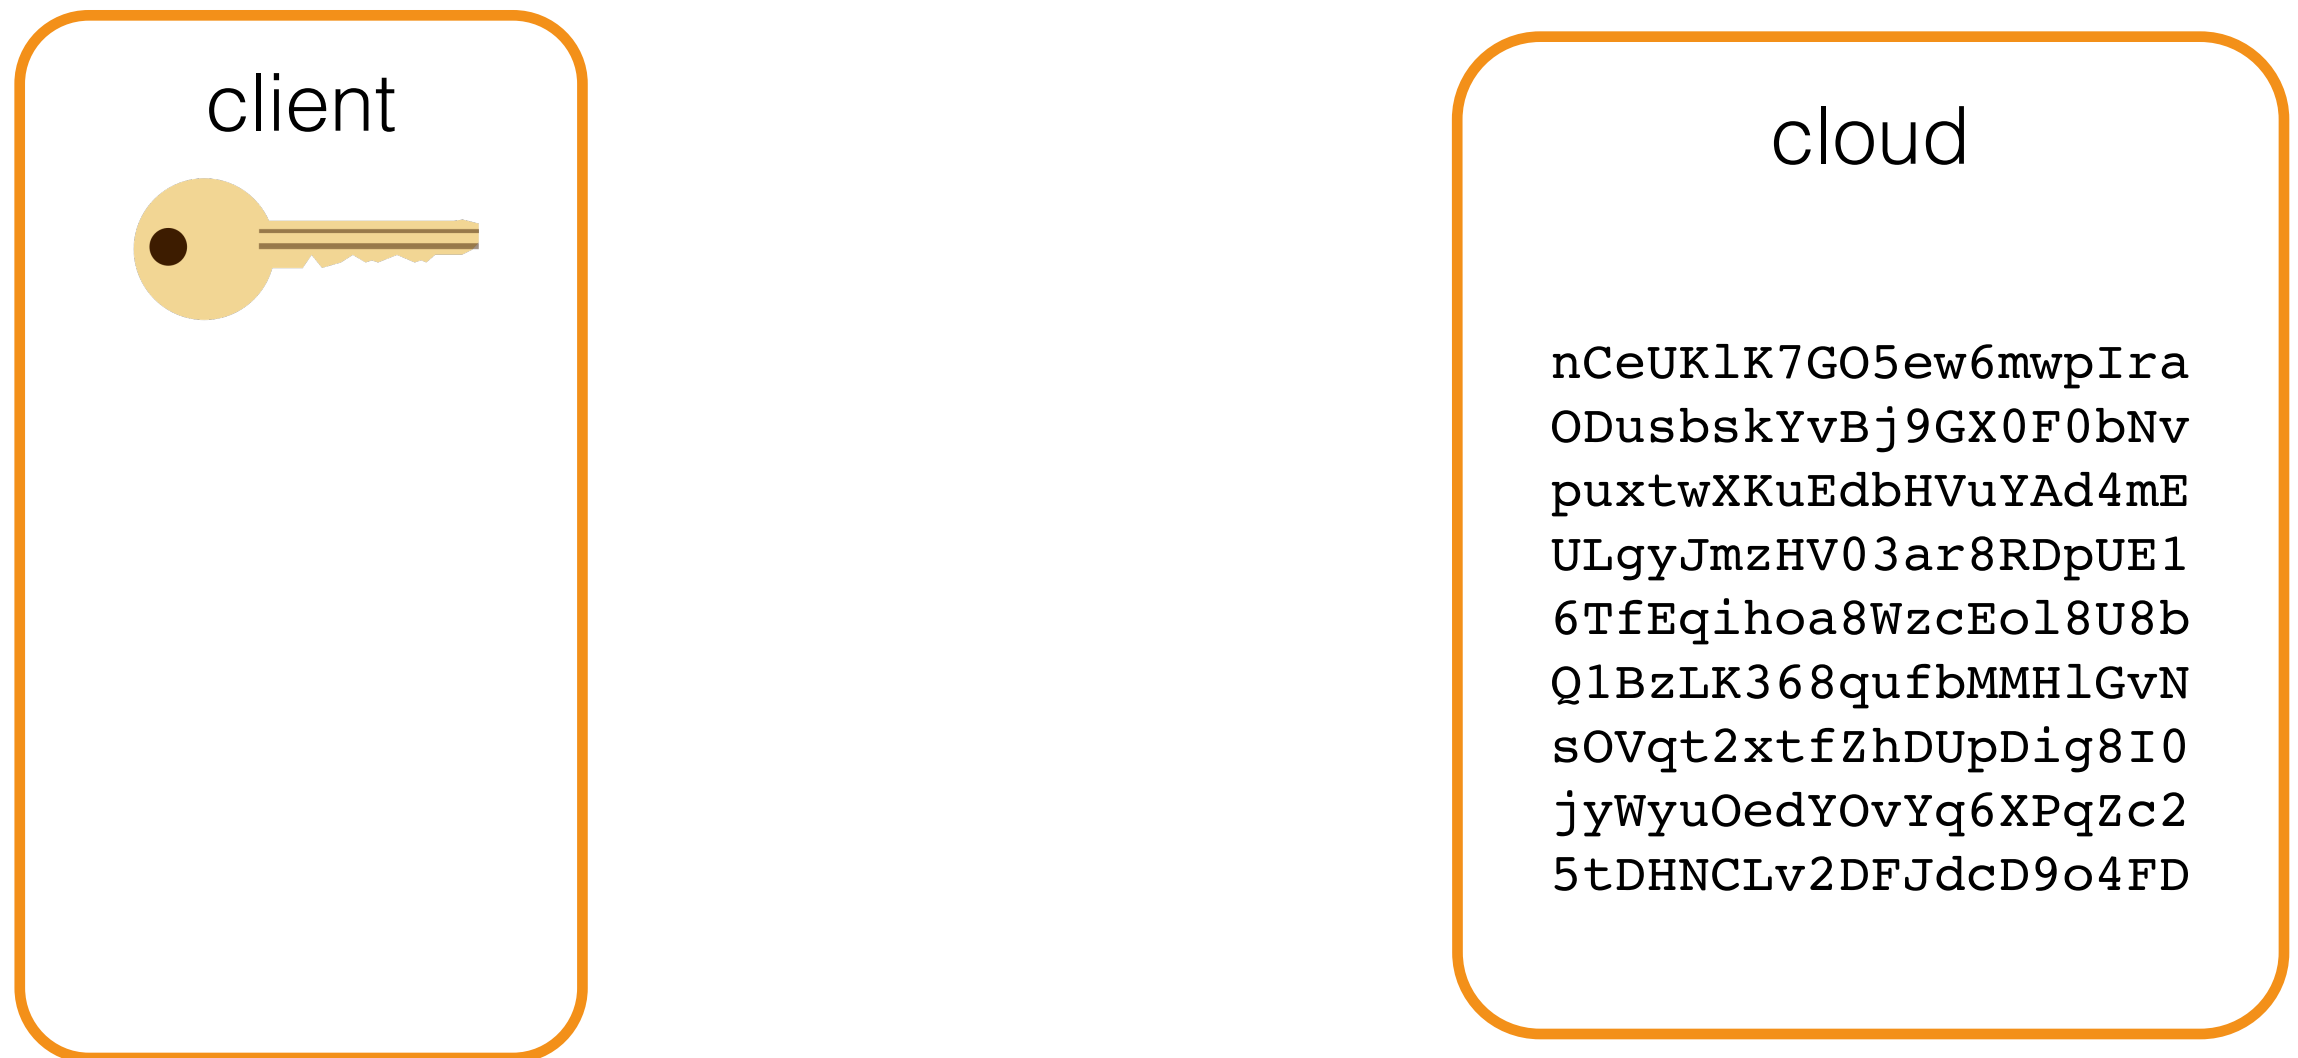 client
cloud
nCeUKlK7GO5ew6mwpIra
ODusbskYvBj9GX0F0bNv
puxtwXKuEdbHVuYAd4mE
ULgyJmzHV03ar8RDpUE1
6TfEqihoa8WzcEol8U8b
Q1BzLK368qufbMMHlGvN
sOVqt2xtfZhDUpDig8I0
jyWyuOedYOvYq6XPqZc2
5tDHNCLv2DFJdcD9o4FD